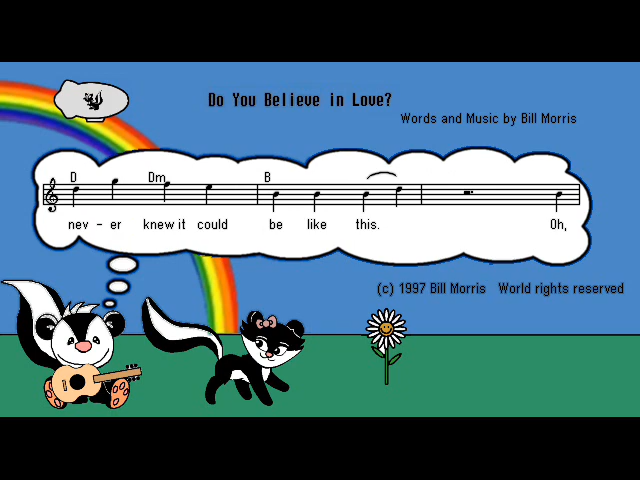 Do You Believe in Love?
Words and Music by Bill Morris
D Dm B
nev - er knew it could be like this. Oh,
(c) 1997 Bill Morris World rights reserved